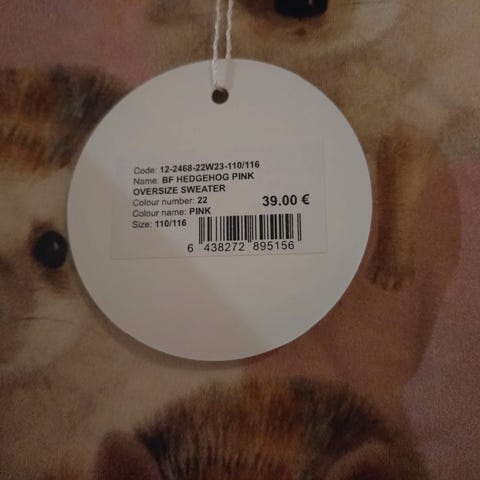 Code: 12-2468-22W23-110/116
Name: BF HEDGEHOG PINK
OVERSIZE SWEATER
Colour number: 22
39.00 €
Colour name: PINK
Size: 110/116
6 438272 895156